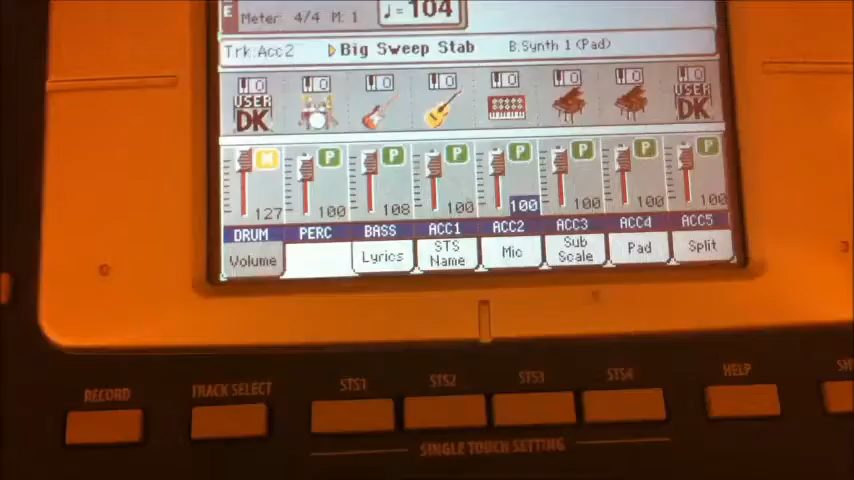 E Meter: 4/4 M: 1 ♩= 104
Trk:Acc2 Big Sweep Stab B:Synth 1 (Pad)
USER DK USER DK
M P P P P P P P
127 100 108 100 100 100 100 100
DRUM PERC BASS ACC1 ACC2 ACC3 ACC4 ACC5
Volume Lyrics STS Name Mic Sub Scale Pad Split
RECORD TRACK SELECT STS1 STS2 STS3 STS4 HELP SH
SINGLE TOUCH SETTING